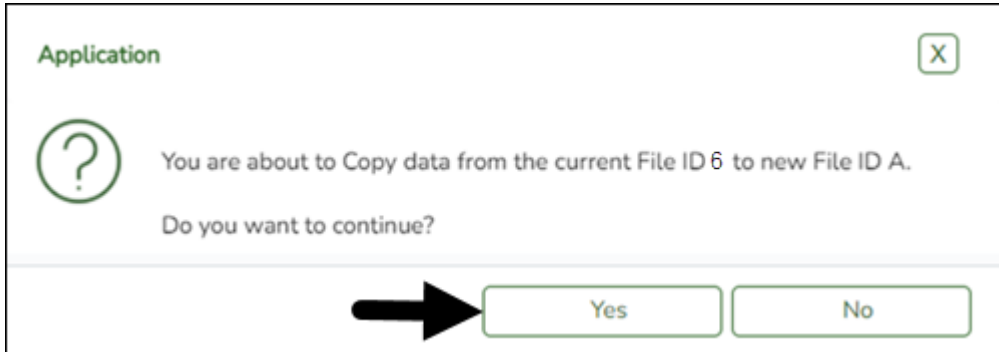 Application
X
?
You are about to Copy data from the current File ID 6 to new File ID A.
Do you want to continue?
Yes
No